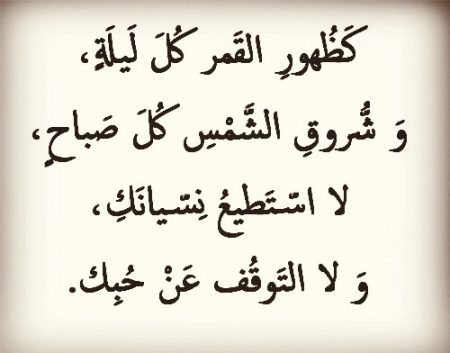 كَظُهورِ القَمر كُلَ لَيلَةٍ،
وَ شُّروقِ الشَّمْسِ كُلَ صَباحٍ،
لا اسّتَطيعُ نِسّيانَكِ،
وَ لا التَوقُف عَنْ حُبِك.